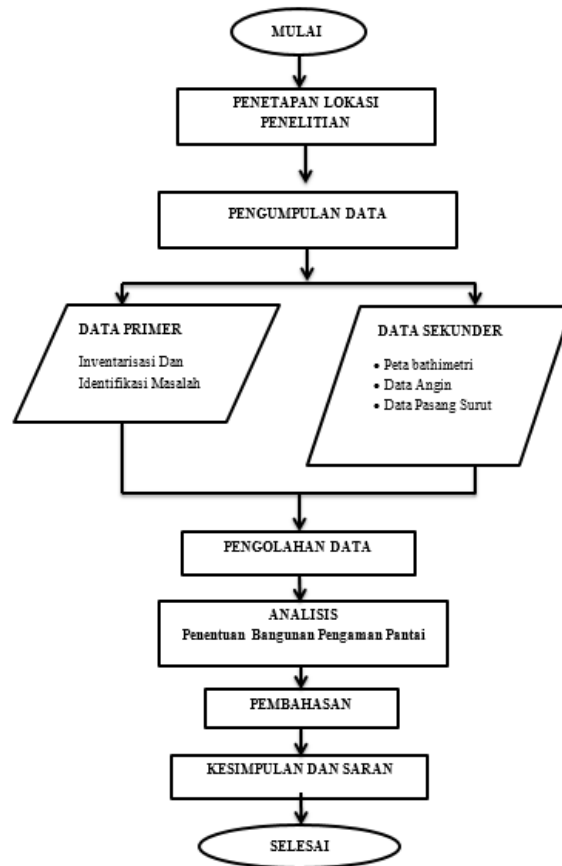 MULAI
PENETAPAN LOKASI
PENELITIAN
PENGUMPULAN DATA
DATA PRIMER
Inventarisasi Dan
Identifikasi Masalah
DATA SEKUNDER
• Peta bathimetri
• Data Angin
• Data Pasang Surut
PENGOLAHAN DATA
ANALISIS
Penentuan Bangunan Pengaman Pantai
PEMBAHASAN
KESIMPULAN DAN SARAN
SELESAI